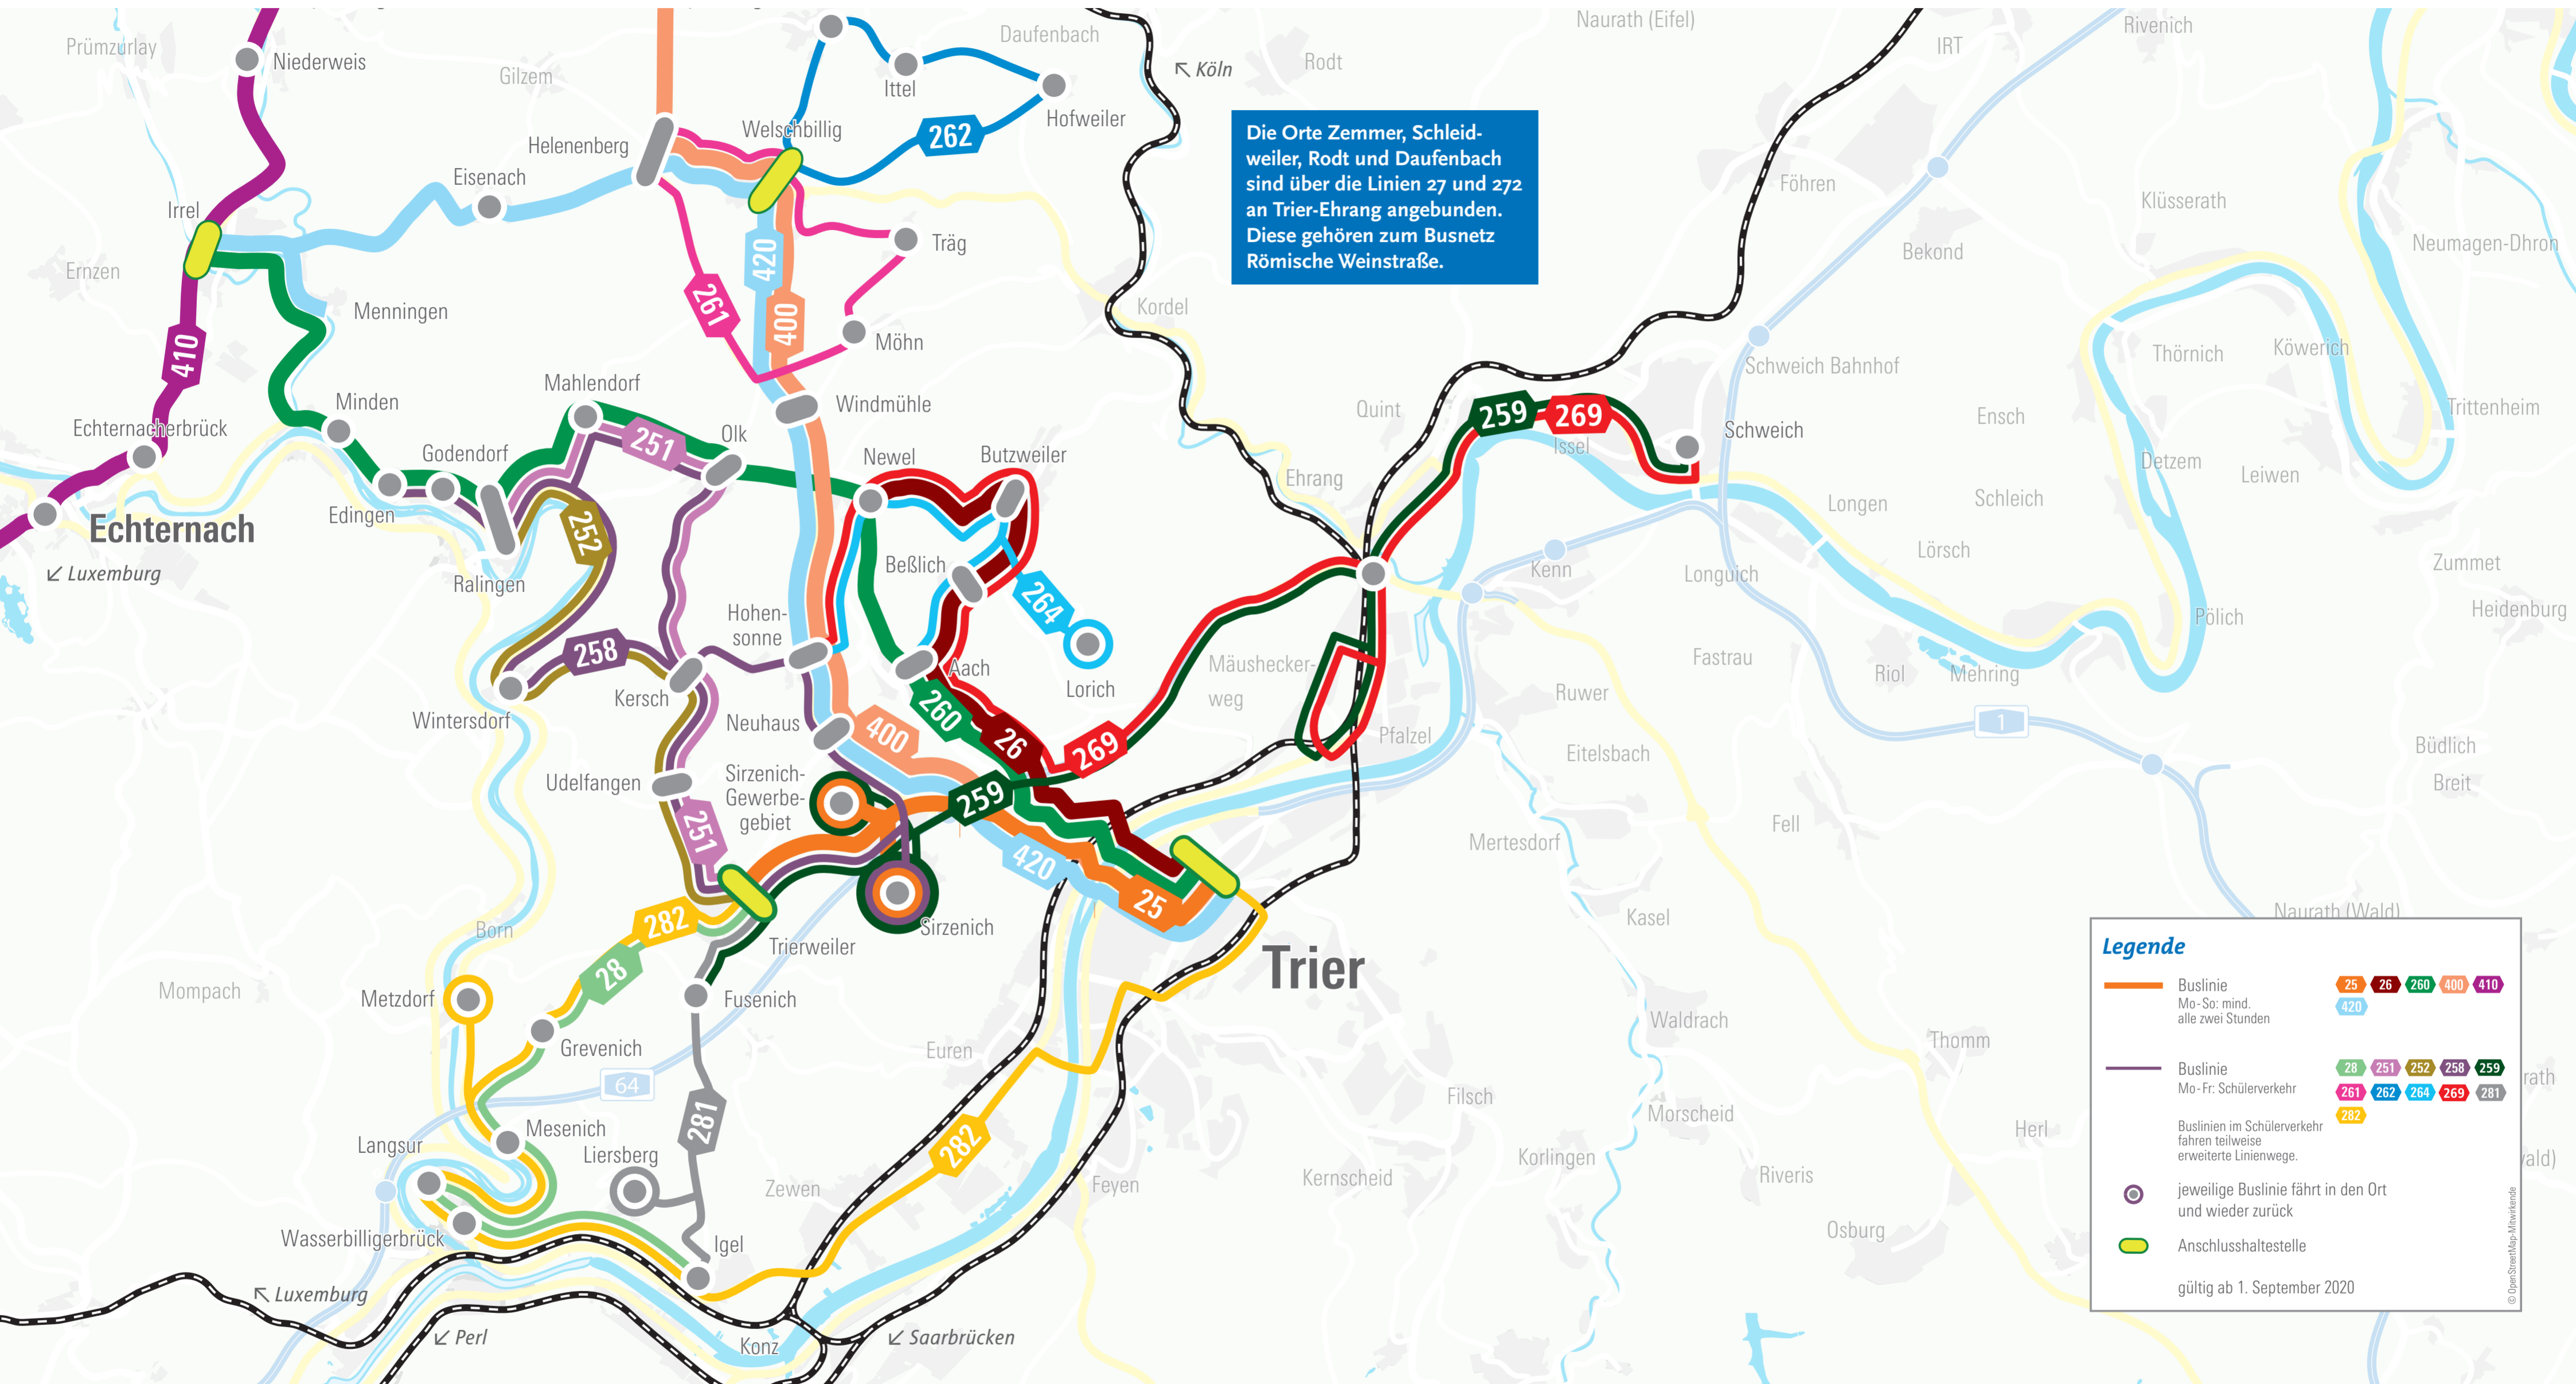 Prümzurlay
Niederweis
Gilzem
Ittel
Daufenbach
Hofweiler
↖ Köln
Rodt
Naurath (Eifel)
IRT
Rivenich
Helenenberg
Welschbillig
262
Eisenach
Irrel
Ernzen
Menningen
410
Träg
261
420
400
Möhn
Die Orte Zemmer, Schleid-
weiler, Rodt und Daufenbach
sind über die Linien 27 und 272
an Trier-Ehrang angebunden.
Diese gehören zum Busnetz
Römische Weinstraße.
Kordel
Föhren
Klüsserath
Bekond
Neumagen-Dhron
Thörnich
Köwerich
Schweich Bahnhof
Trittenheim
Ensch
Detzem
Leiwen
Schleich
Longen
Lörsch
Longuich
Pölich
Zummet
Heidenburg
Quint
Ehrang
259
269
Issel
Schweich
Kenn
Mahlendorf
Minden
Echternacherbrück
Echternach
↙ Luxemburg
Godendorf
Edingen
Ralingen
251
Olk
252
Windmühle
Newel
Butzweiler
Beßlich
264
Lorich
Hohen-
sonne
258
Kersch
Wintersdorf
Aach
260
26
269
Mäushecker-
weg
Pfalzel
Ruwer
Eitelsbach
Fastrau
Riol
Mehring
1
Büdlich
Breit
Neuhaus
400
Udelfangen
Sirzenich-
Gewerbe-
gebiet
259
251
420
25
Sirzenich
Trierweiler
282
28
Born
Mompach
Metzdorf
Fusenich
Grevenich
64
Trier
Mertesdorf
Fell
Kasel
Waldrach
Thomm
Naurath (Wald)
Euren
281
Mesenich
Liersberg
Langsur
Wasserbilligerbrück
Igel
Zewen
282
Feyen
Filsch
Kernscheid
Korlingen
Morscheid
Riveris
Herl
Osburg
↖ Luxemburg
↙ Perl
Konz
↙ Saarbrücken
Legende
Buslinie
Mo-So: mind.
alle zwei Stunden
25 26 260 400 410
420
Buslinie
Mo-Fr: Schülerverkehr
28 251 252 258 259
261 262 264 269 281
282
Buslinien im Schülerverkehr
fahren teilweise
erweiterte Linienwege.
jeweilige Buslinie fährt in den Ort
und wieder zurück
Anschlusshaltestelle
gültig ab 1. September 2020
© OpenStreetMap-Mitwirkende